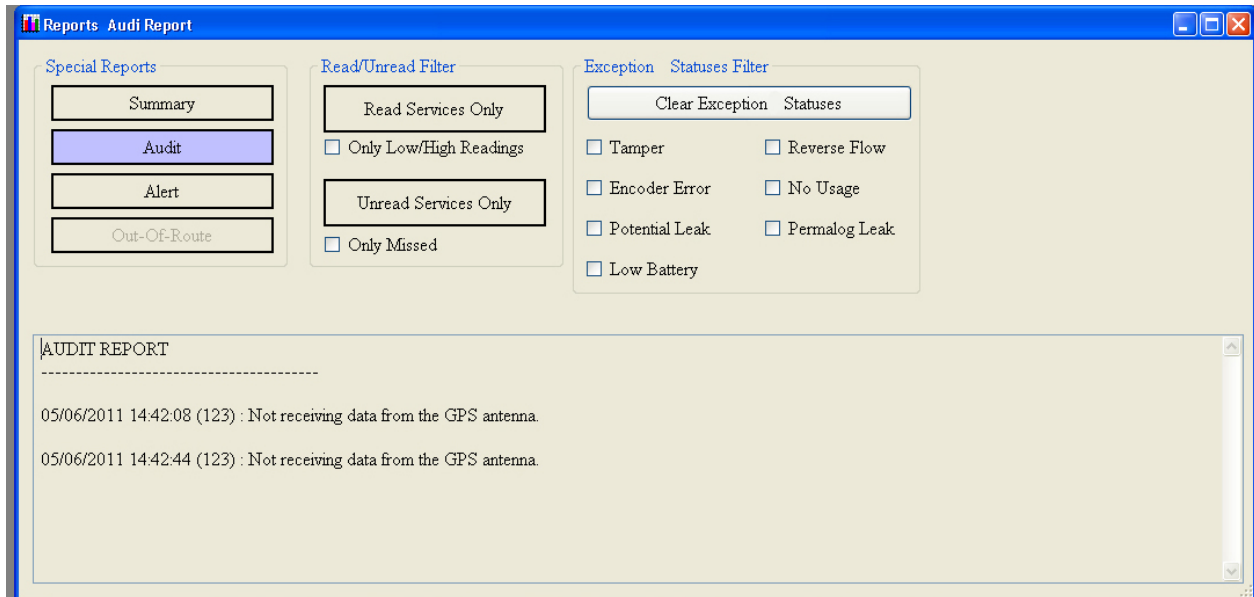 Reports Audi Report
Special Reports
Summary
Audit
Alert
Out-Of-Route
Read/Unread Filter
Read Services Only
Only Low/High Readings
Unread Services Only
Only Missed
Exception Statuses Filter
Clear Exception Statuses
Tamper
Reverse Flow
Encoder Error
No Usage
Potential Leak
Permalog Leak
Low Battery
AUDIT REPORT
----------------------------------------
05/06/2011 14:42:08 (123) : Not receiving data from the GPS antenna.
05/06/2011 14:42:44 (123) : Not receiving data from the GPS antenna.